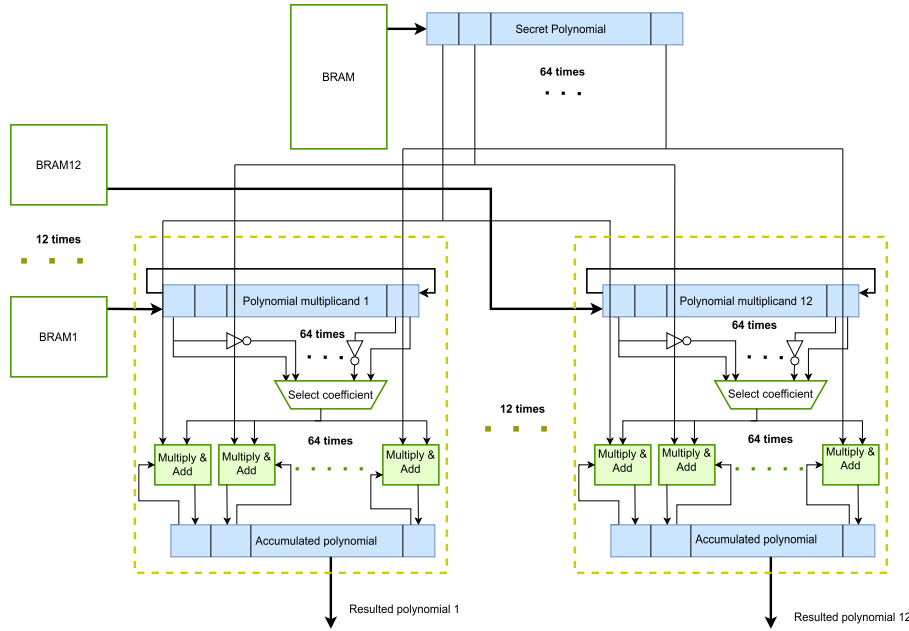 Secret Polynomial
BRAM
64 times
BRAM12
12 times
BRAM1
Polynomial multiplicand 1
64 times
Select coefficient
64 times
Multiply &
Add
Multiply &
Add
Multiply &
Add
Accumulated polynomial
Resulted polynomial 1
12 times
Polynomial multiplicand 12
64 times
Select coefficient
64 times
Multiply &
Add
Multiply &
Add
Multiply &
Add
Accumulated polynomial
Resulted polynomial 12